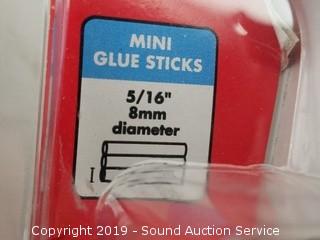 MINI
GLUE STICKS
5/16"
8mm
diameter
Copyright 2019 - Sound Auction Service